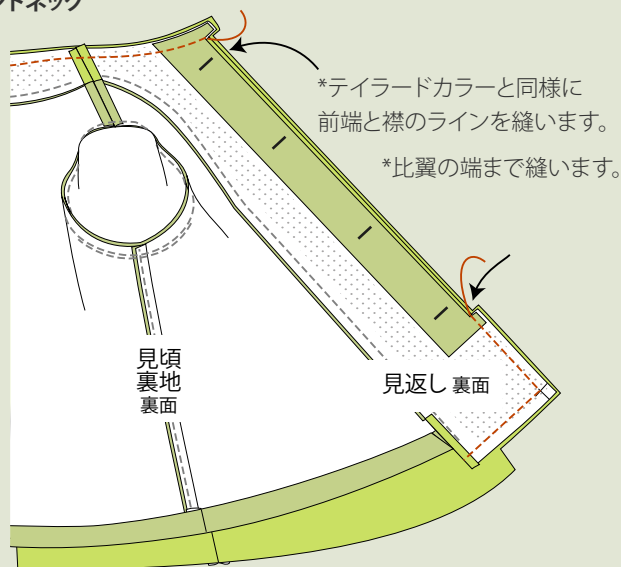 ンドネック
*テイラードカラーと同様に
前端と襟のラインを縫います。
*比翼の端まで縫います。
見頃
裏地
裏面
見返し 裏面